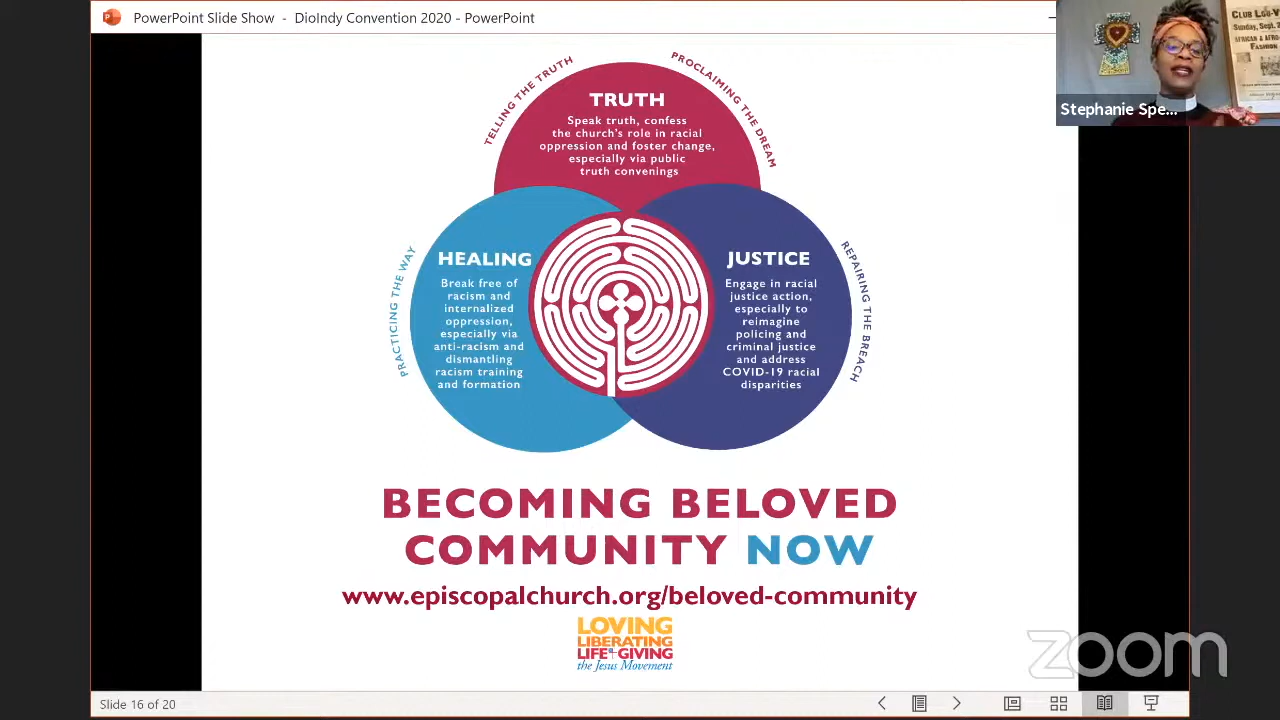 PowerPoint Slide Show - DioIndy Convention 2020 - PowerPoint
CLUB
Sunday, Sept.
AFRICAN &
FASHION
Stephanie Spe...
TELLING THE TRUTH
PROCLAIMING THE DREAM
TRUTH
Speak truth, confess
the church's role in racial
oppression and foster change,
especially via public
truth convenings
PRACTICING THE WAY
HEALING
Break free of
racism and
internalized
oppression,
especially via
anti-racism and
dismantling
racism training
and formation
JUSTICE
Engage in racial
justice action,
especially to
reimagine
policing and
criminal justice
and address
COVID-19 racial
disparities
REPAIRING THE BREACH
BECOMING BELOVED
COMMUNITY NOW
www.episcopalchurch.org/beloved-community
LOVING
LIBERATING
LIFE+GIVING
the Jesus Movement
zoom
Slide 16 of 20